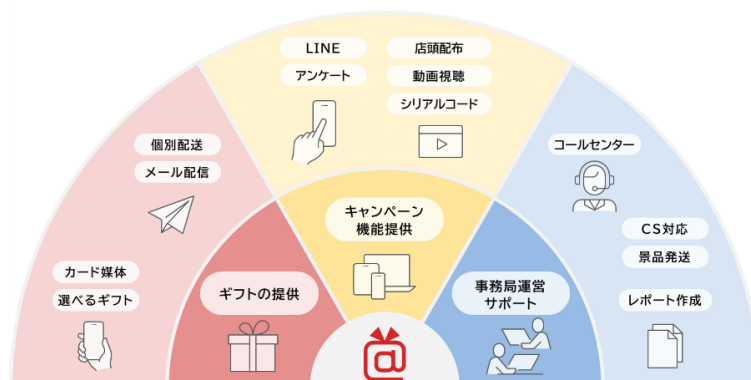 LINE
アンケート
店頭配布
動画視聴
シリアルコード
個別配送
メール配信
カード媒体
選べるギフト
コールセンター
CS対応
景品発送
レポート作成
ギフトの提供
キャンペーン
機能提供
事務局運営
サポート
@